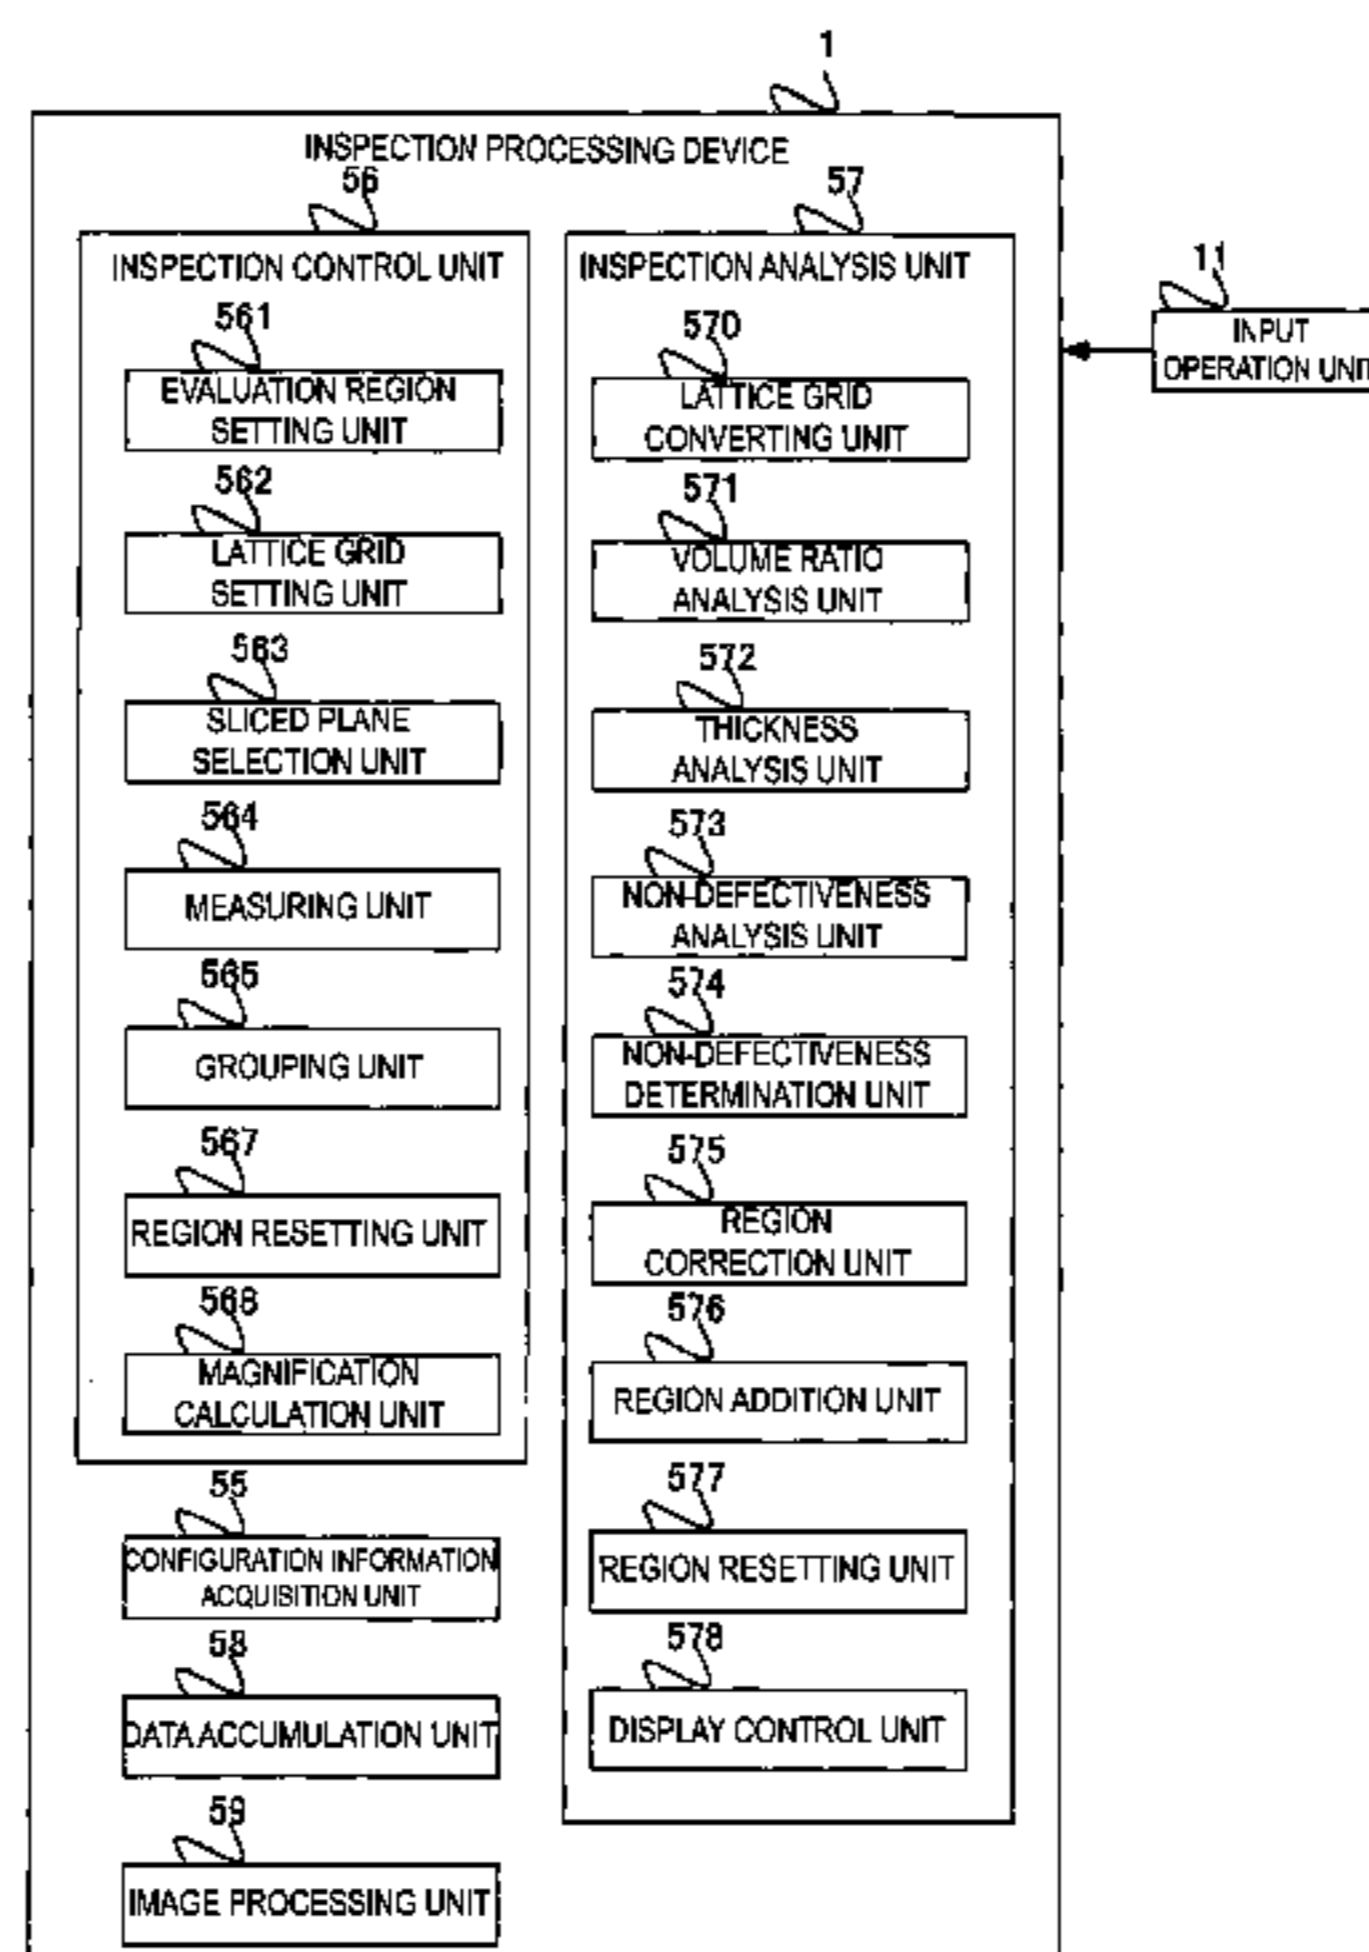 1
INSPECTION PROCESSING DEVICE
56
INSPECTION CONTROL UNIT
561
EVALUATION REGION
SETTING UNIT
562
LATTICE GRID
SETTING UNIT
563
SLICED PLANE
SELECTION UNIT
564
MEASURING UNIT
565
GROUPING UNIT
567
REGION RESETTING UNIT
568
MAGNIFICATION
CALCULATION UNIT
55
CONFIGURATION INFORMATION
ACQUISITION UNIT
58
DATA ACCUMULATION UNIT
59
IMAGE PROCESSING UNIT
57
INSPECTION ANALYSIS UNIT
570
LATTICE GRID
CONVERTING UNIT
571
VOLUME RATIO
ANALYSIS UNIT
572
THICKNESS
ANALYSIS UNIT
573
NON-DEFECTIVENESS
ANALYSIS UNIT
574
NON-DEFECTIVENESS
DETERMINATION UNIT
575
REGION
CORRECTION UNIT
576
REGION ADDITION UNIT
577
REGION RESETTING UNIT
578
DISPLAY CONTROL UNIT
11
INPUT
OPERATION UNIT